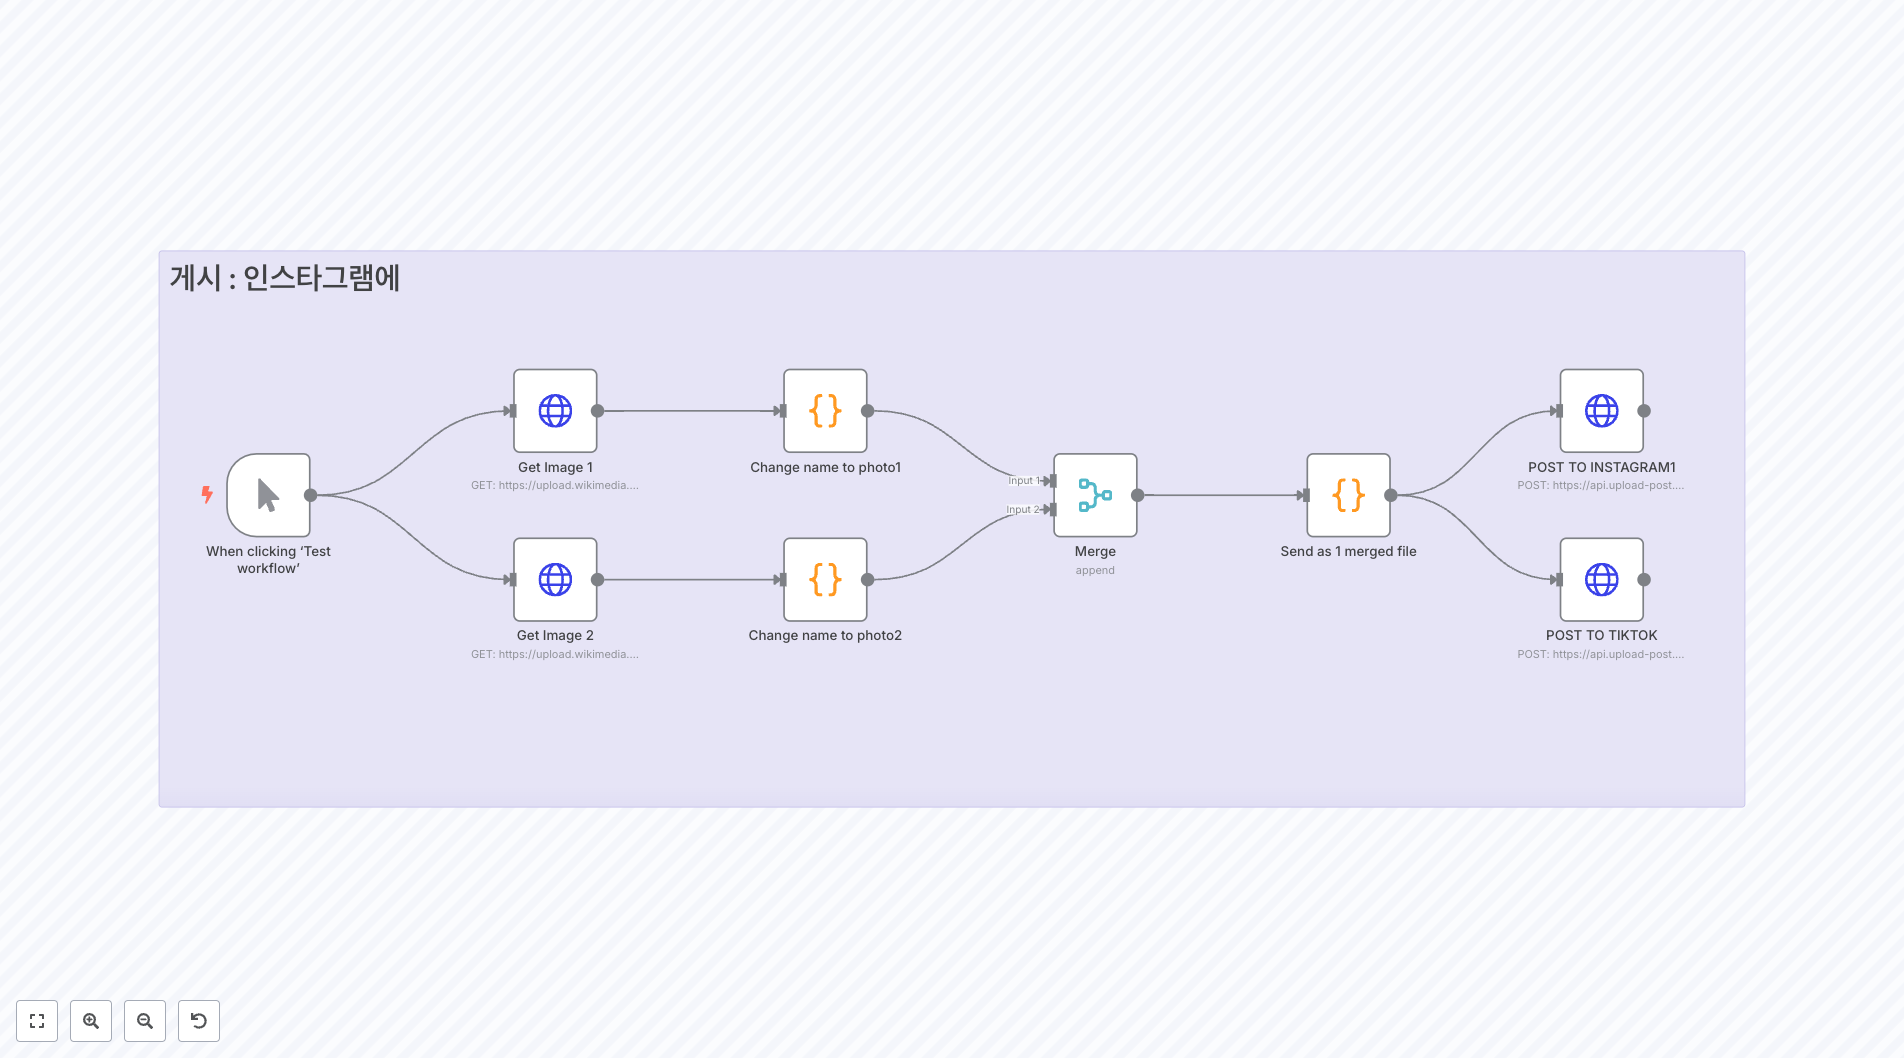 게시 : 인스타그램에
Get Image 1
GET: https://upload.wikimedia....
Change name to photo1
POST TO INSTAGRAM1
POST: https://api.upload-post....
Input 1
Input 2
When clicking ‘Test
workflow’
Merge
append
Send as 1 merged file
Get Image 2
GET: https://upload.wikimedia....
Change name to photo2
POST TO TIKTOK
POST: https://api.upload-post....